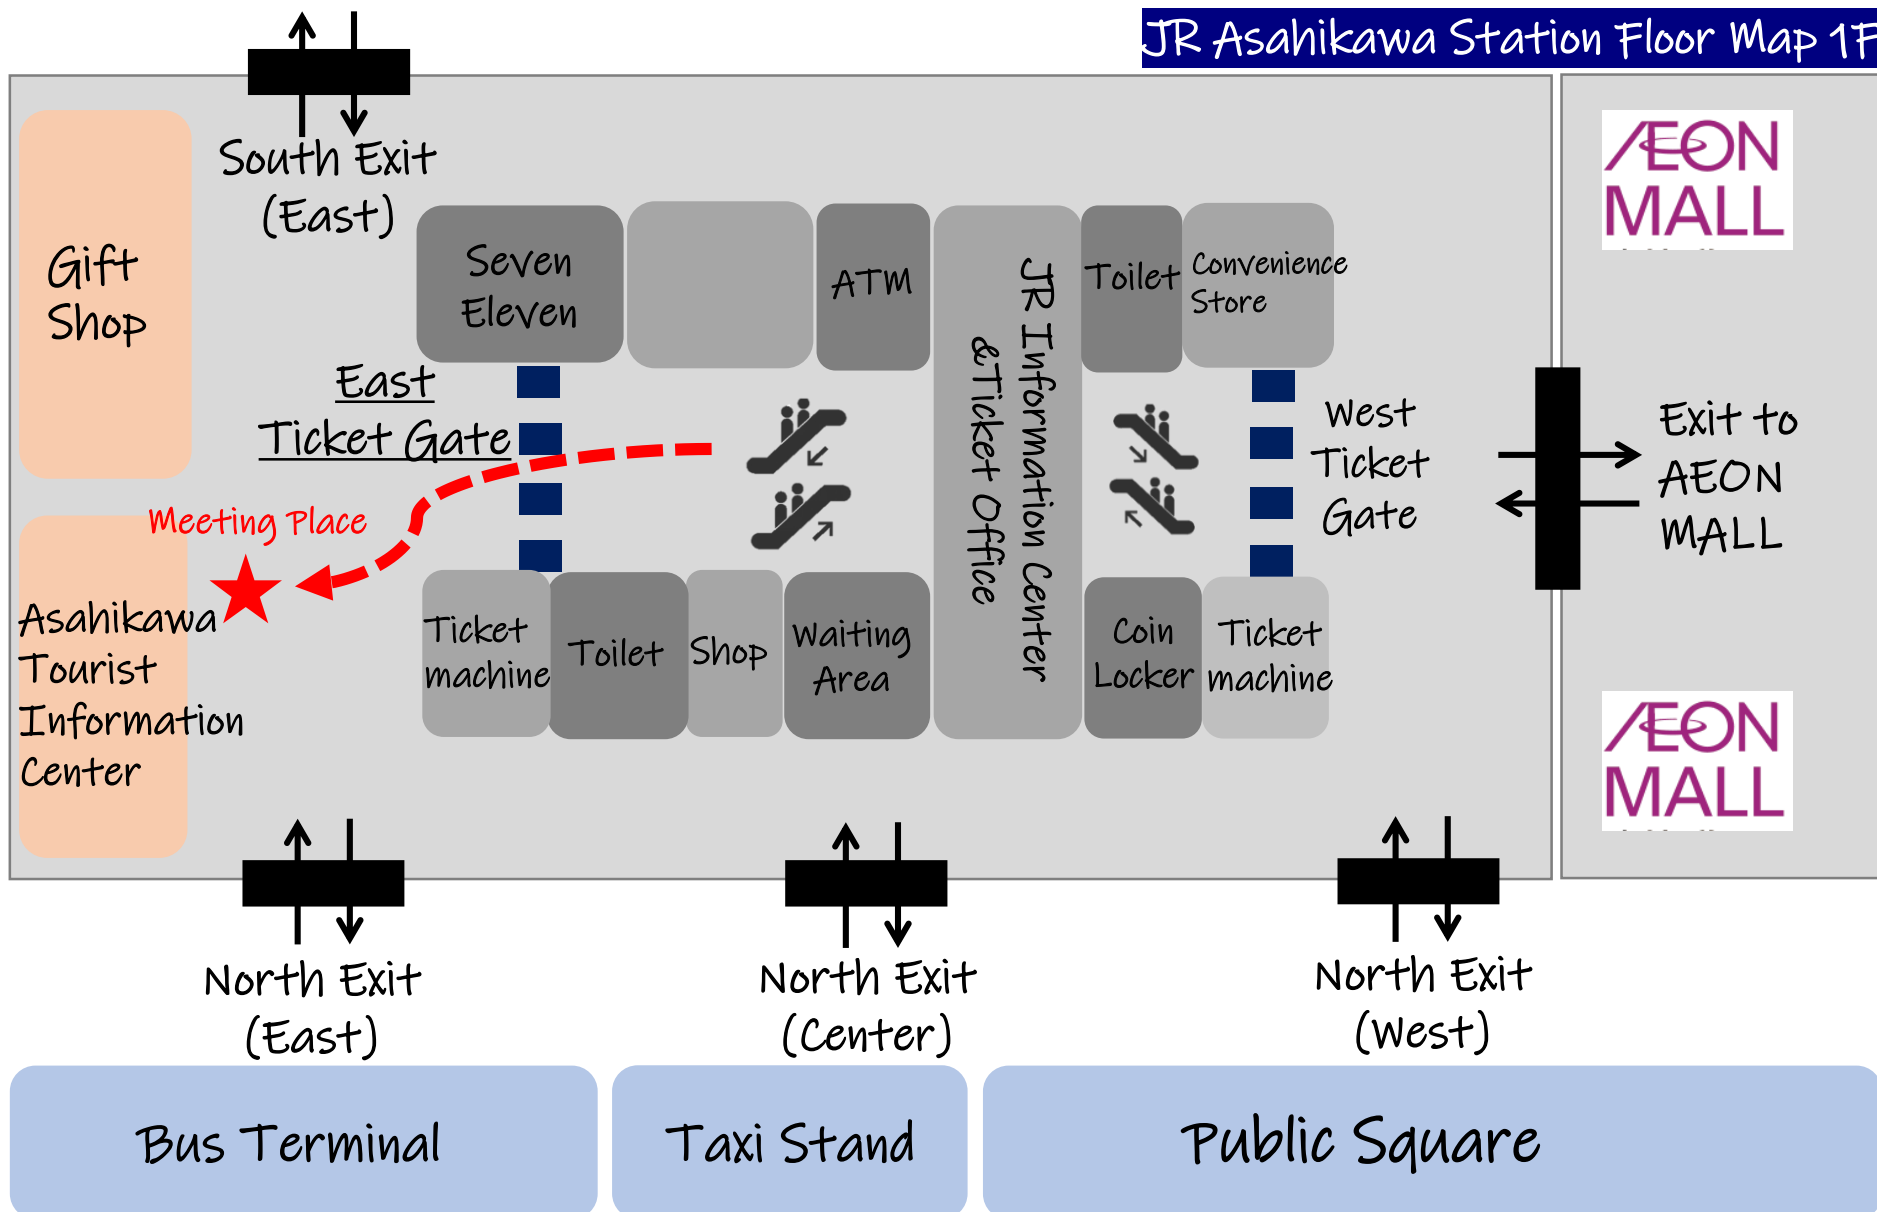 JR Asahikawa Station Floor Map 1F
South Exit
(East)
Gift
Shop
Seven
Eleven
ATM
JR Information Center
&Ticket Office
Toilet
Convenience
Store
AEON
MALL
East
Ticket Gate
West
Ticket
Gate
Exit to
AEON
MALL
Meeting Place
Asahikawa
Tourist
Information
Center
Ticket
machine
Toilet
Shop
Waiting
Area
Coin
Locker
Ticket
machine
AEON
MALL
North Exit
(East)
North Exit
(Center)
North Exit
(West)
Bus Terminal
Taxi Stand
Public Square